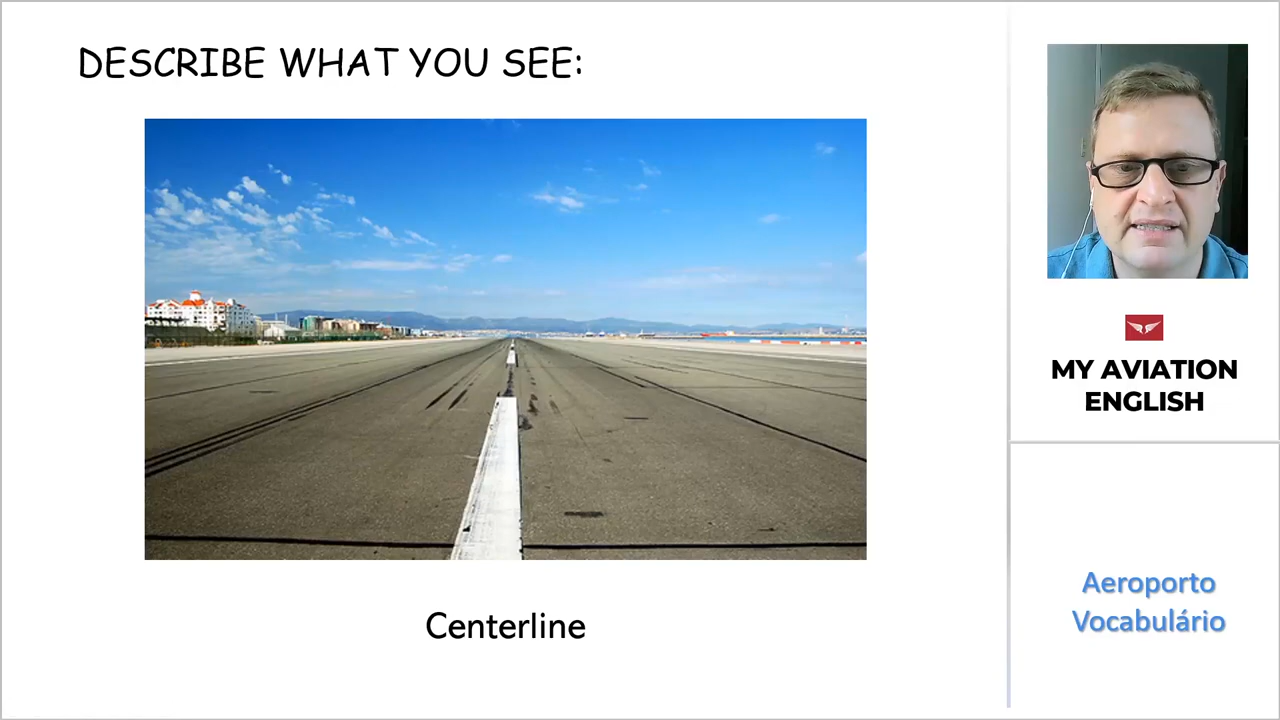 DESCRIBE WHAT YOU SEE:
Centerline
MY AVIATION
ENGLISH
Aeroporto
Vocabulário